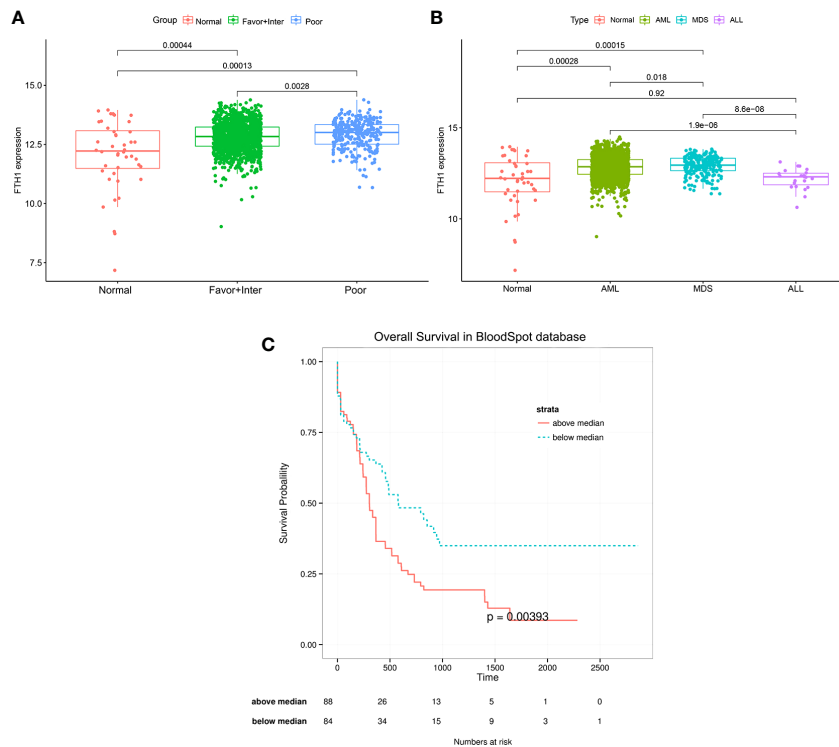 A
Group Normal Favor+Inter Poor
0.00044
0.00013
0.0028
15.0
12.5
10.0
7.5
FTH1 expression
Normal Favor+Inter Poor
B
Type Normal AML MDS ALL
0.00015
0.00028
0.018
0.92
8.6e−08
1.9e−06
15
10
FTH1 expression
Normal AML MDS ALL
C
Overall Survival in BloodSpot database
1.00
0.75
0.50
0.25
0.00
Survival Probalility
strata
above median
below median
p = 0.00393
0 500 1000 1500 2000 2500
Time
above median 88 26 13 5 1 0
below median 84 34 15 9 3 1
Numbers at risk